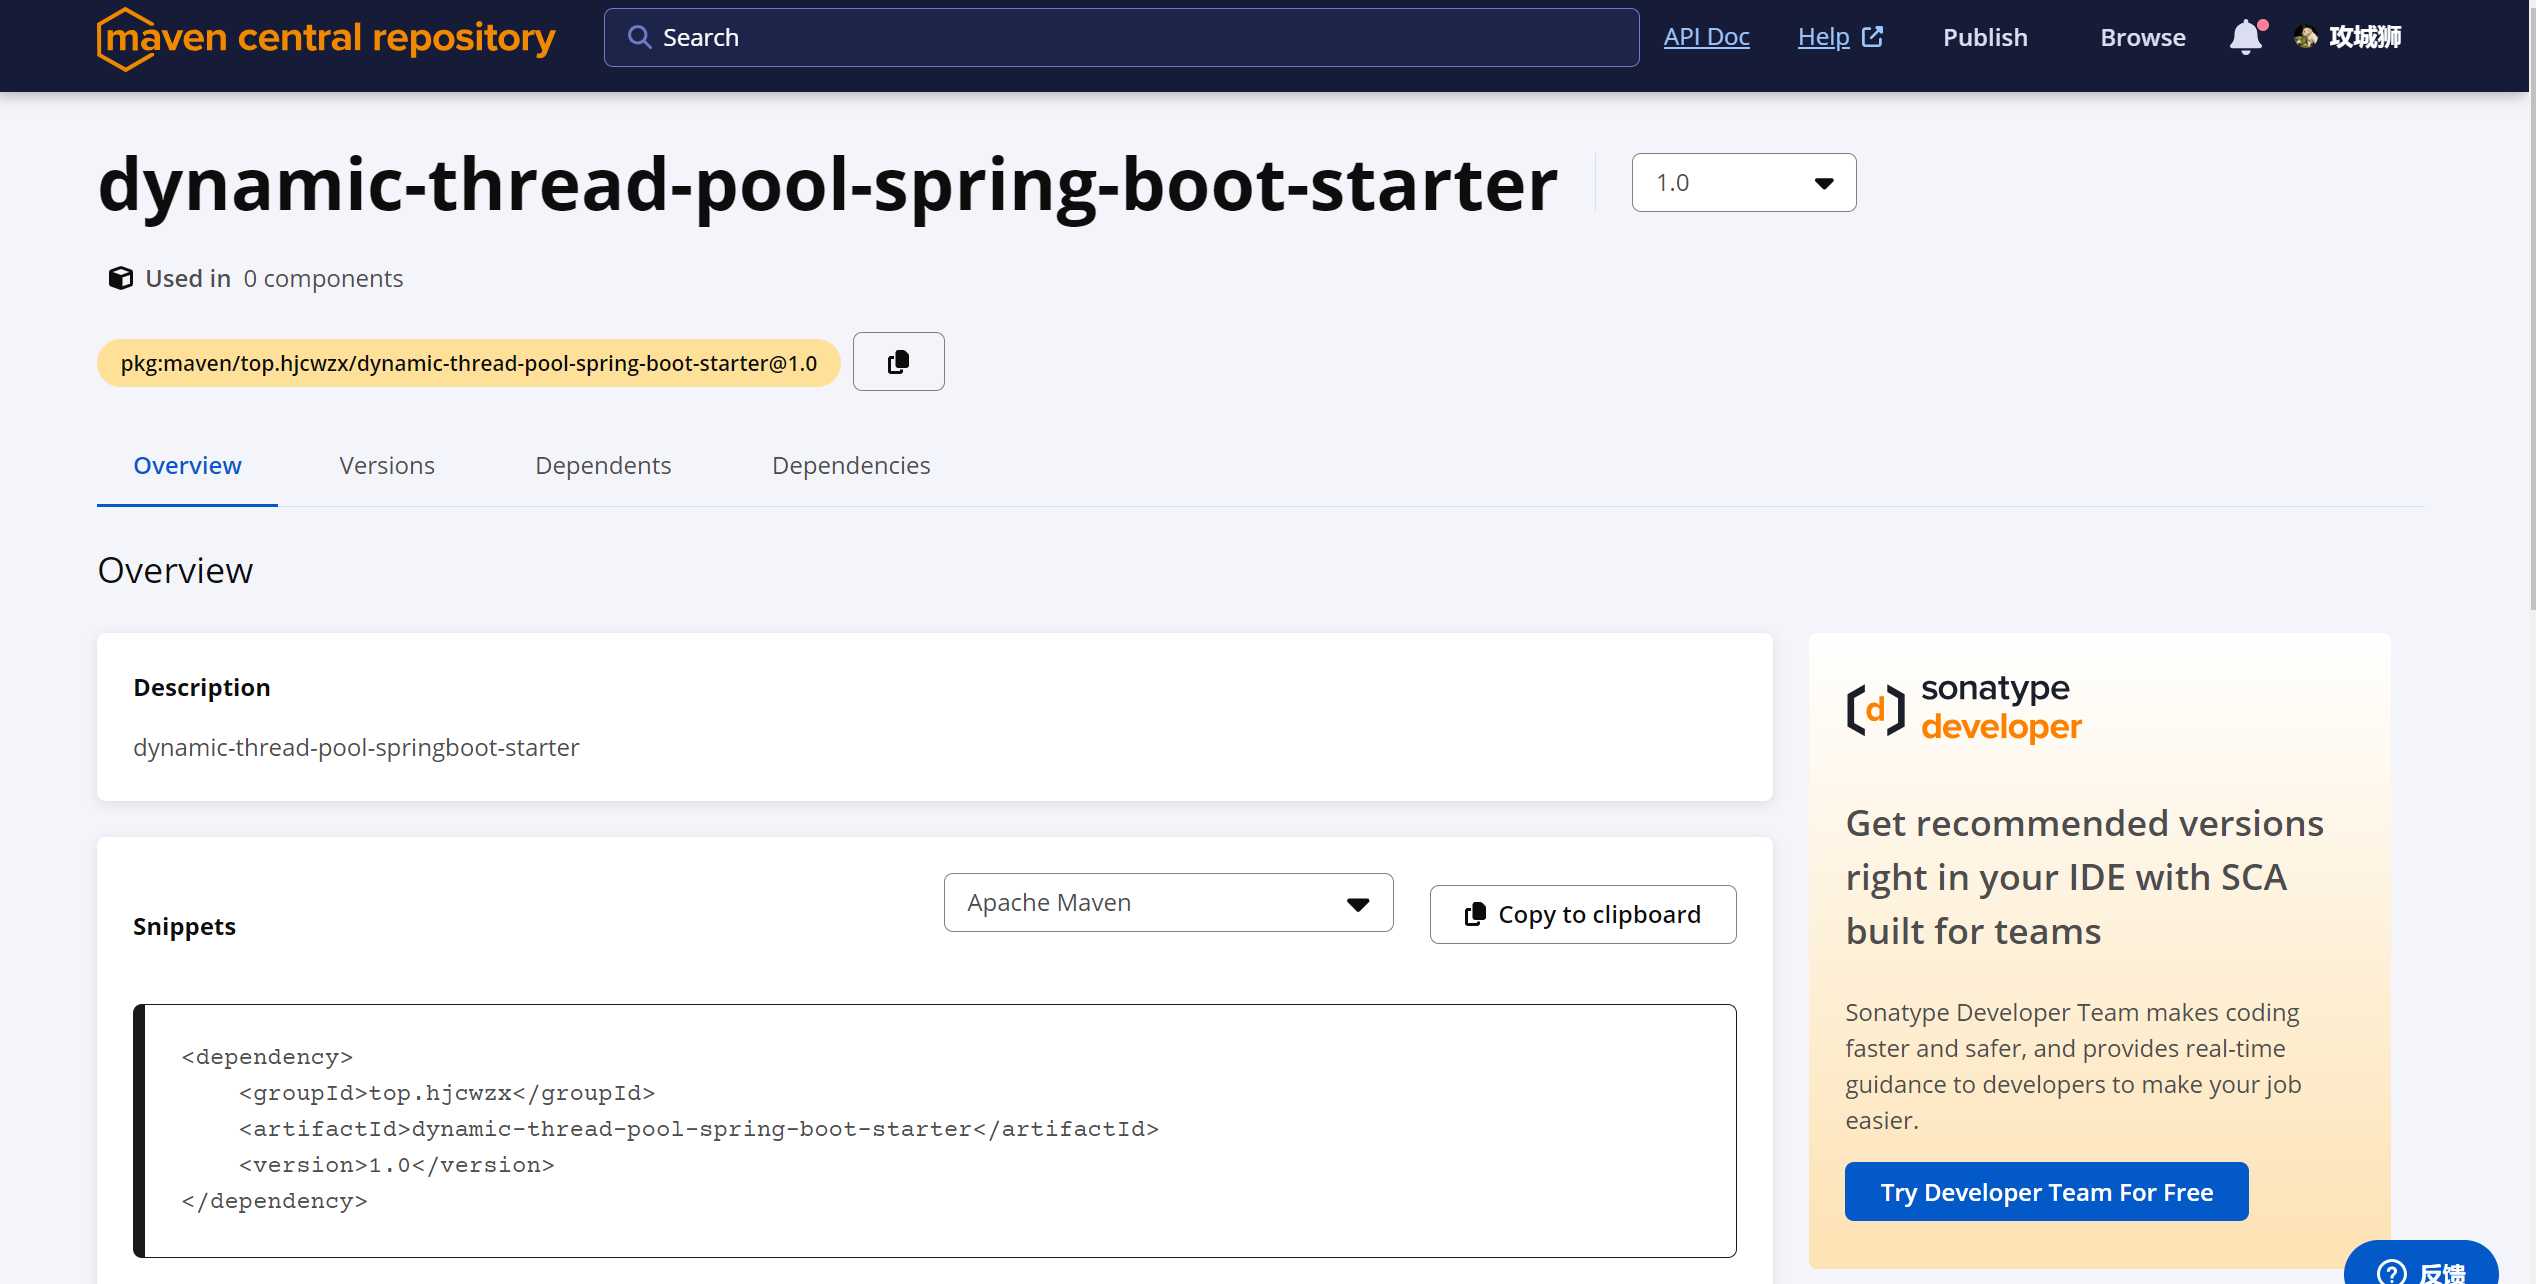 maven central repository
Search
API Doc
Help
Publish
Browse
攻城狮
dynamic-thread-pool-spring-boot-starter
1.0
Used in 0 components
pkg:maven/top.hjcwzx/dynamic-thread-pool-spring-boot-starter@1.0
Overview
Versions
Dependents
Dependencies
Overview
Description
dynamic-thread-pool-springboot-starter
Snippets
Apache Maven
Copy to clipboard
<dependency>
    <groupId>top.hjcwzx</groupId>
    <artifactId>dynamic-thread-pool-spring-boot-starter</artifactId>
    <version>1.0</version>
</dependency>
d
sonatype
developer
Get recommended versions
right in your IDE with SCA
built for teams
Sonatype Developer Team makes coding
faster and safer, and provides real-time
guidance to developers to make your job
easier.
Try Developer Team For Free
? 反馈